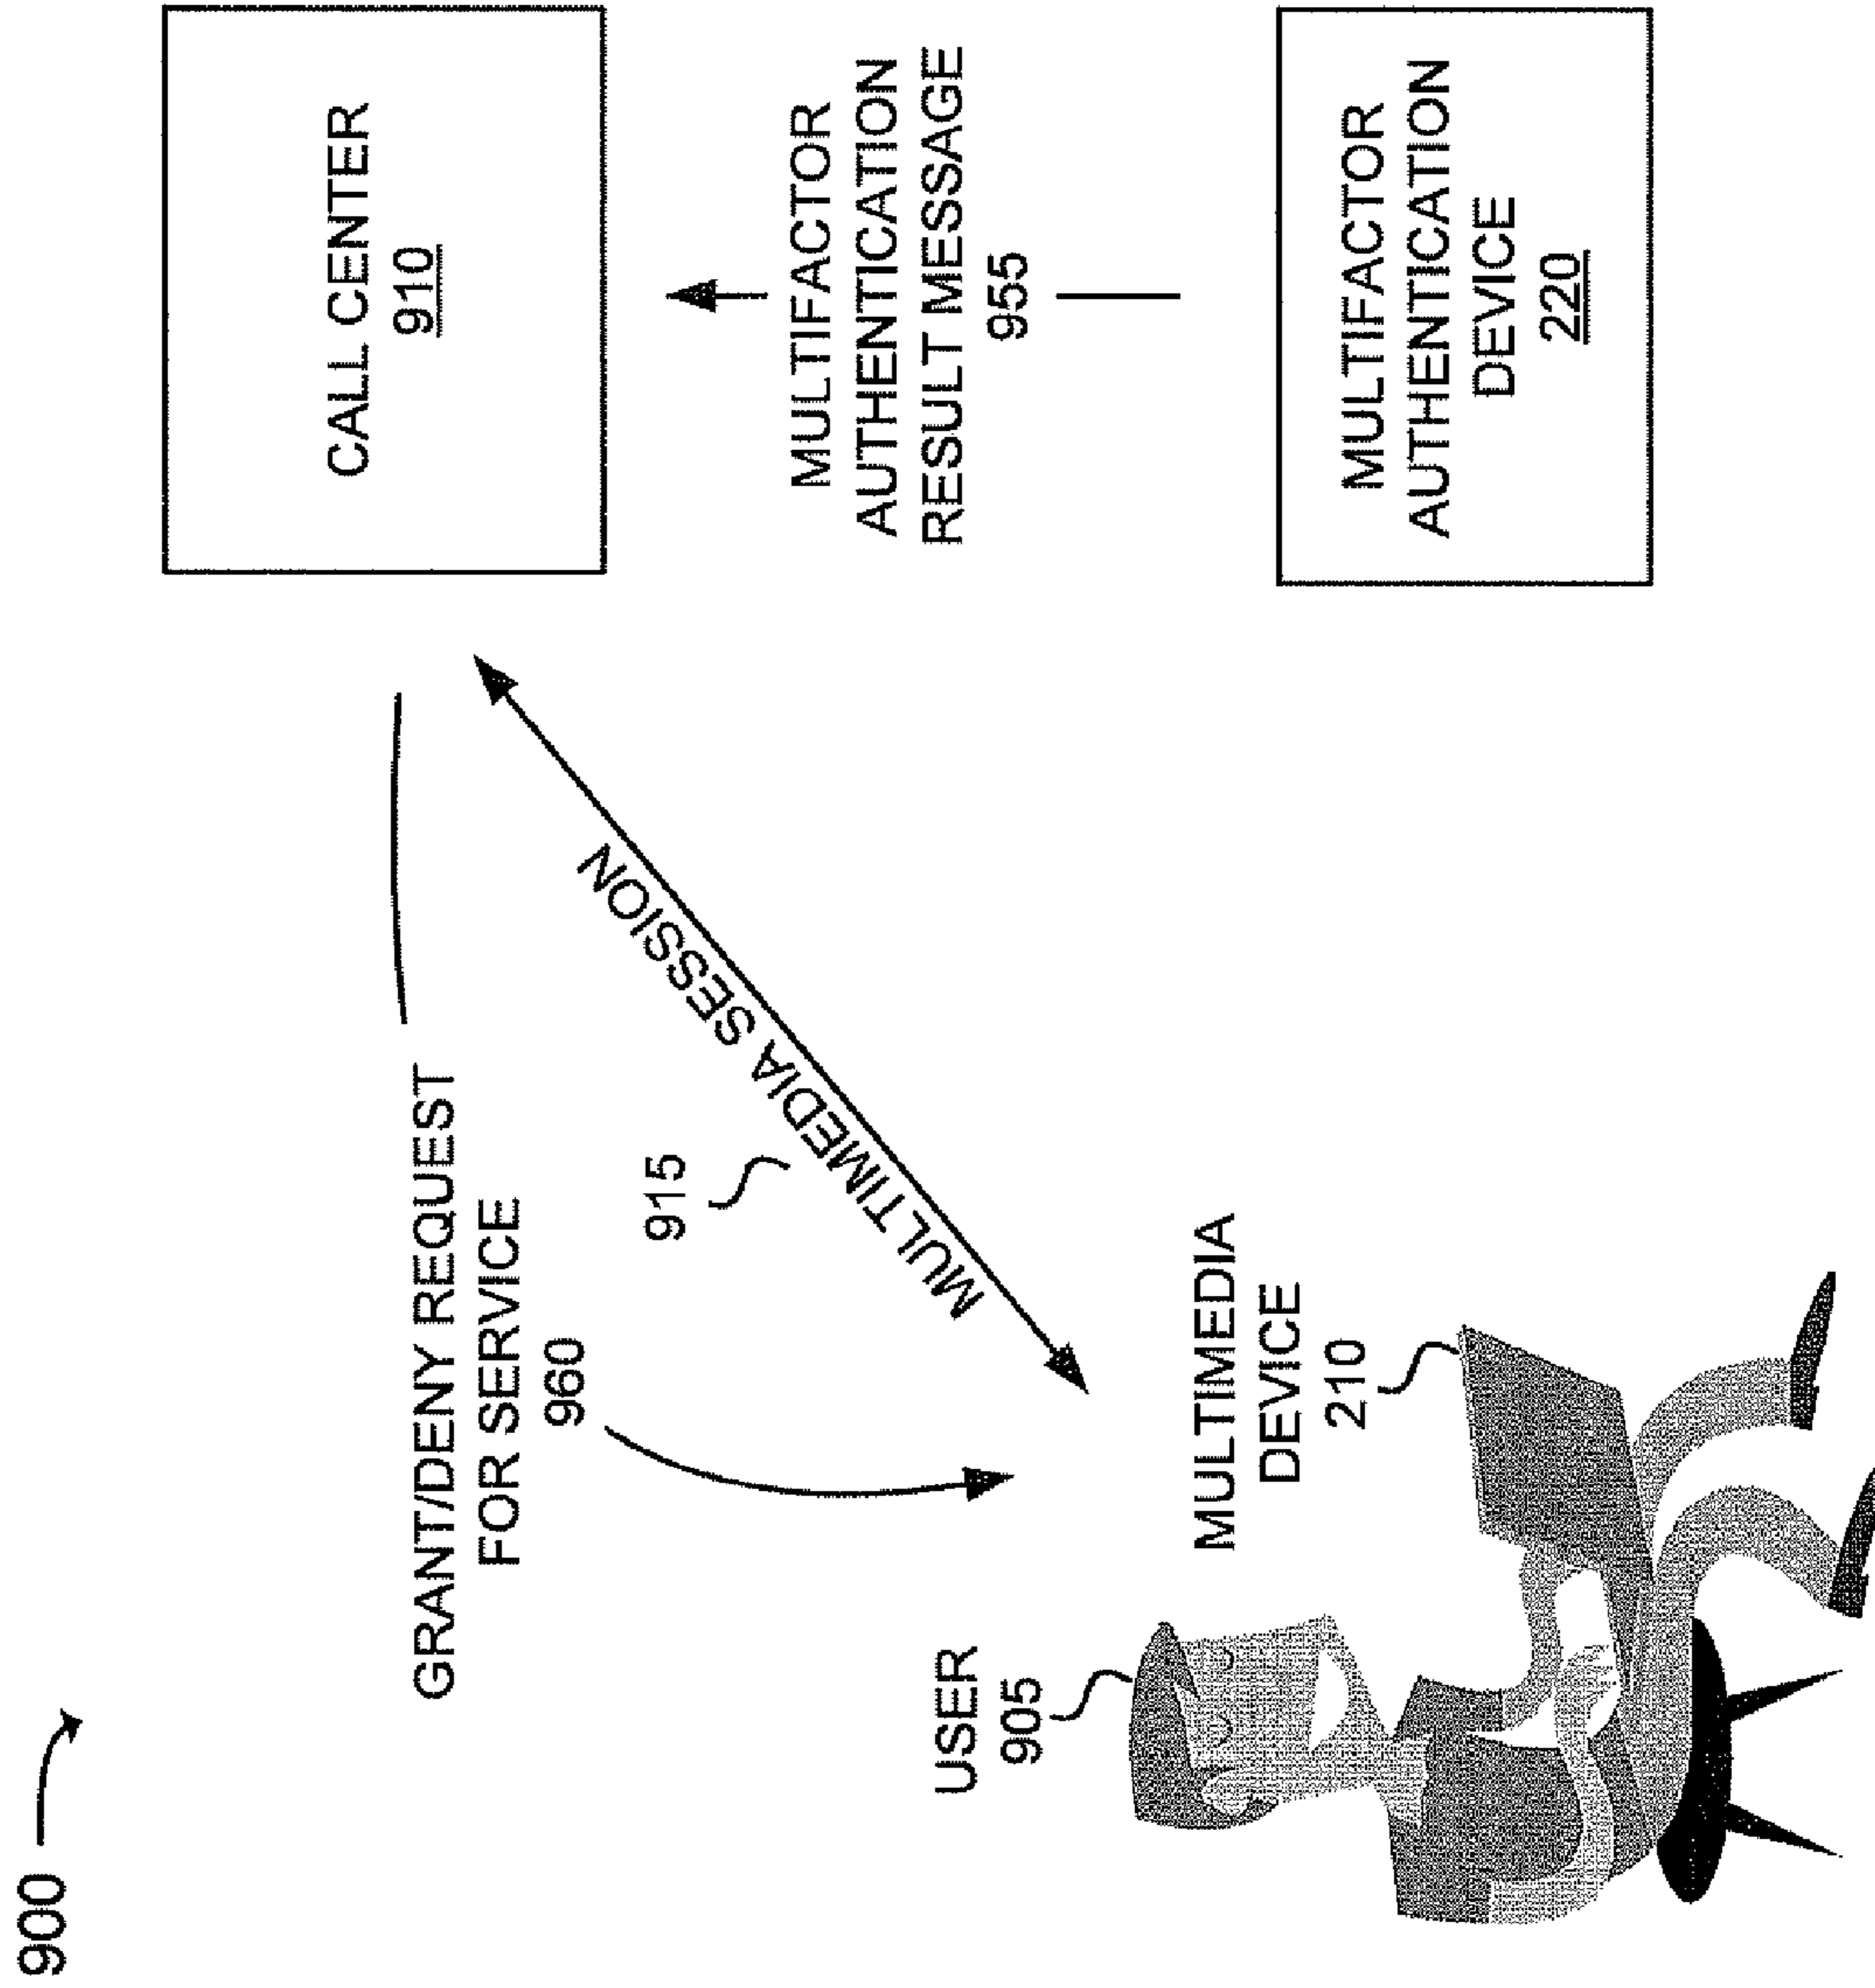 900
GRANT/DENY REQUEST
FOR SERVICE
960
CALL CENTER
910
915
MULTIMEDIA SESSION
MULTIFACTOR
AUTHENTICATION
RESULT MESSAGE
955
USER
905
MULTIMEDIA
DEVICE
210
MULTIFACTOR
AUTHENTICATION
DEVICE
220